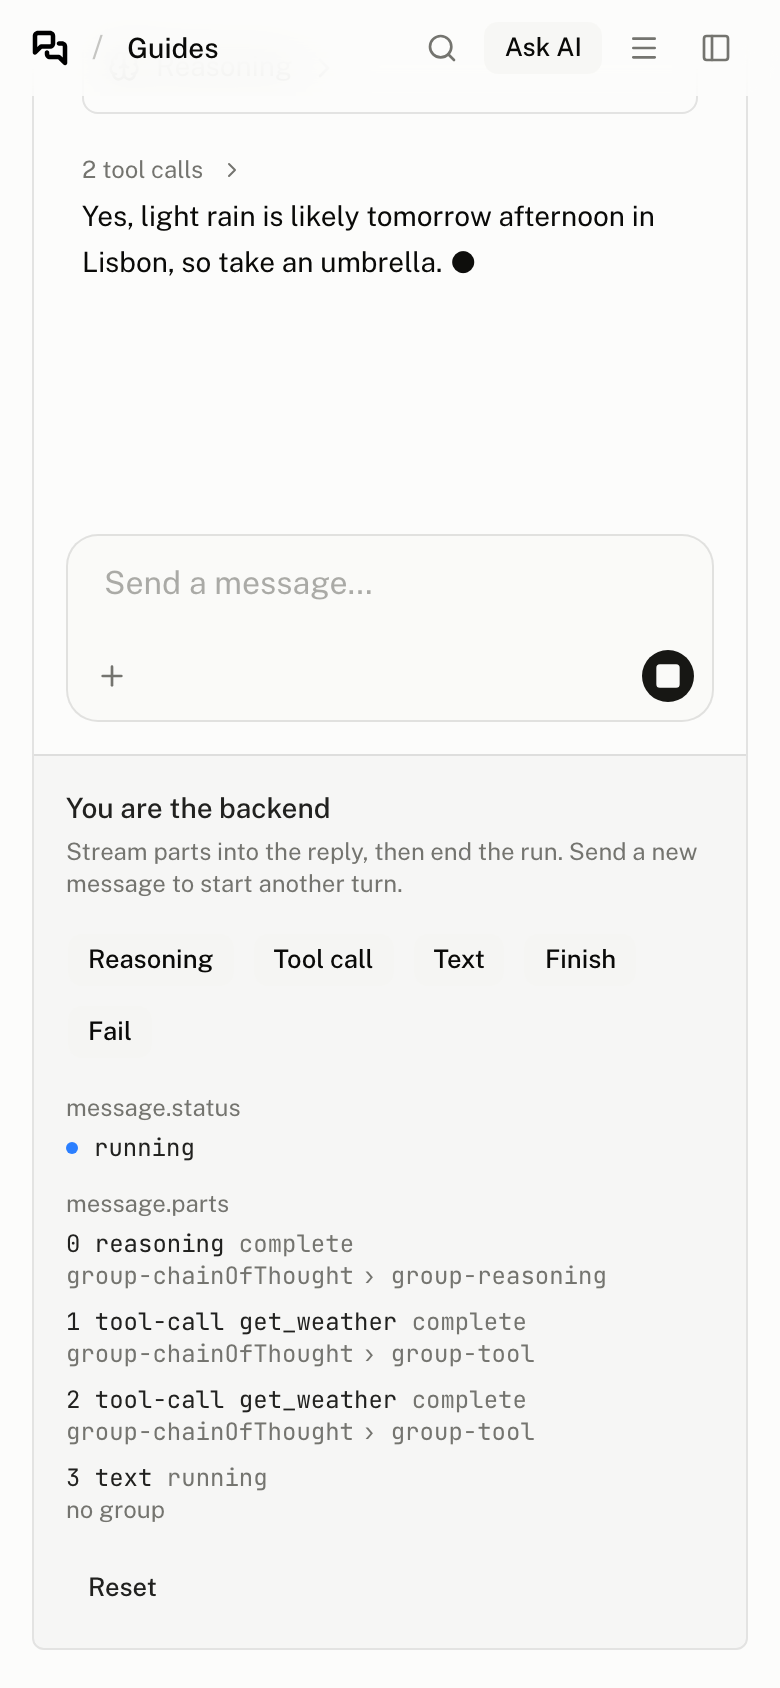 / Guides
Ask AI
Reasoning
2 tool calls
Yes, light rain is likely tomorrow afternoon in
Lisbon, so take an umbrella.
Send a message...
You are the backend
Stream parts into the reply, then end the run. Send a new
message to start another turn.
Reasoning Tool call Text Finish
Fail
message.status
running
message.parts
0 reasoning complete
group-chainOfThought › group-reasoning
1 tool-call get_weather complete
group-chainOfThought › group-tool
2 tool-call get_weather complete
group-chainOfThought › group-tool
3 text running
no group
Reset